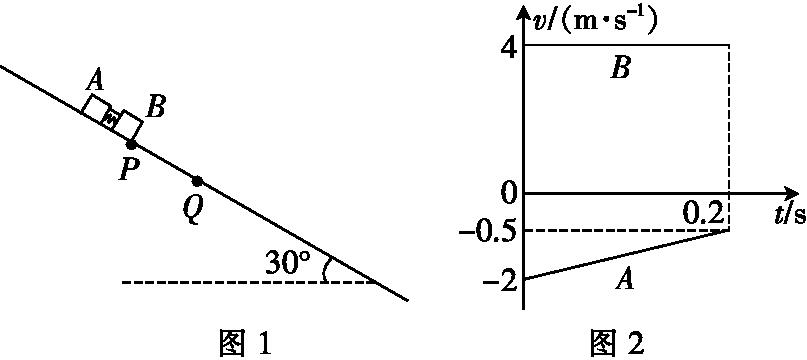 A
B
P
Q
30°
图 1
v/(m·s⁻¹)
4
B
0
0.2
t/s
-0.5
-2
A
图 2